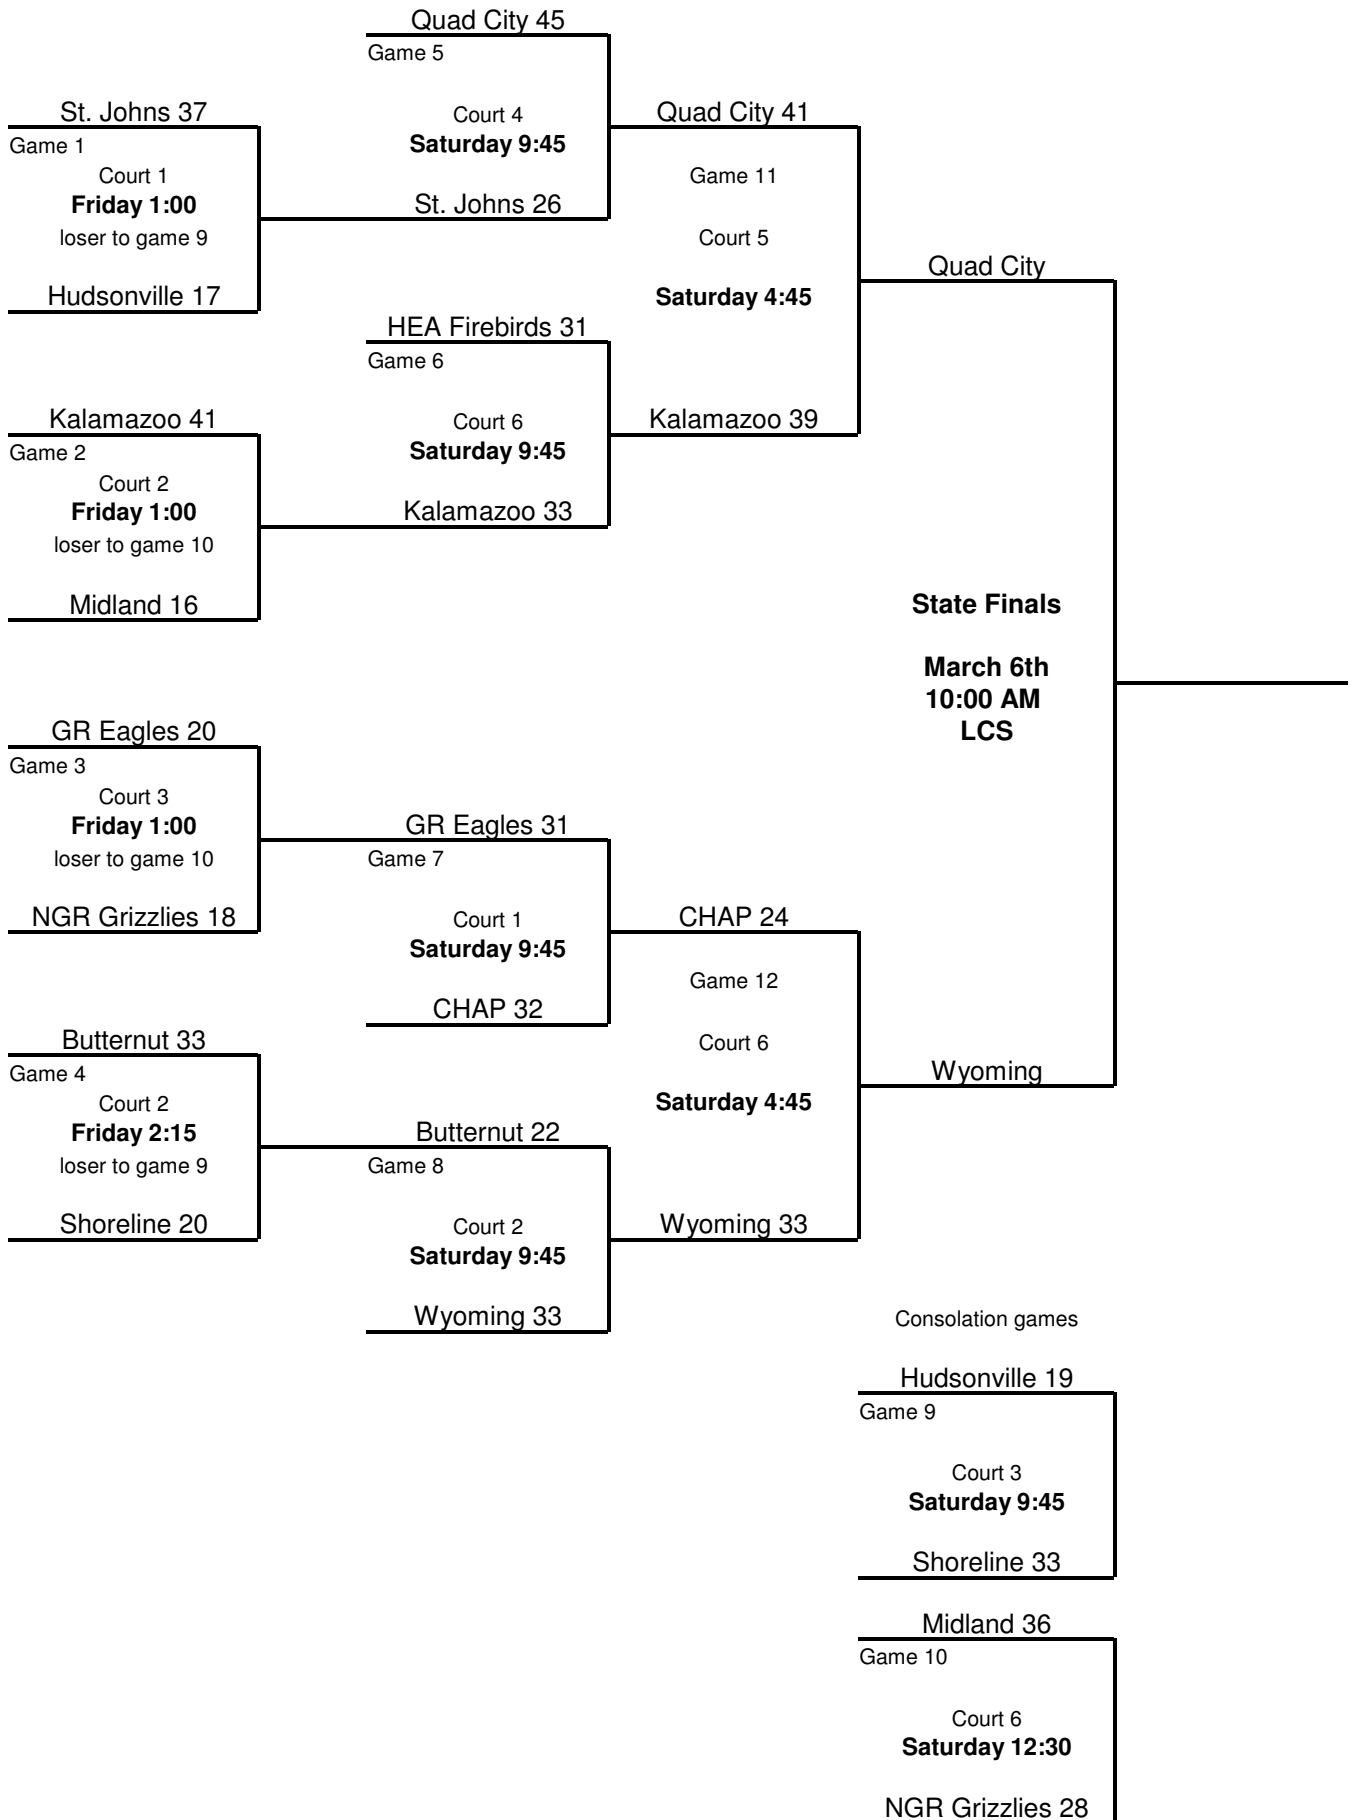 Quad City 45
Game 5
Court 4
Saturday 9:45
St. Johns 26
St. Johns 37
Game 1
Court 1
Friday 1:00
loser to game 9
Hudsonville 17
Quad City 41
Game 11
Court 5
Saturday 4:45
Quad City
HEA Firebirds 31
Game 6
Court 6
Saturday 9:45
Kalamazoo 33
Kalamazoo 39
Kalamazoo 41
Game 2
Court 2
Friday 1:00
loser to game 10
Midland 16
State Finals
March 6th
10:00 AM
LCS
GR Eagles 20
Game 3
Court 3
Friday 1:00
loser to game 10
NGR Grizzlies 18
GR Eagles 31
Game 7
Court 1
Saturday 9:45
CHAP 32
CHAP 24
Game 12
Court 6
Saturday 4:45
Wyoming
Butternut 33
Game 4
Court 2
Friday 2:15
loser to game 9
Shoreline 20
Butternut 22
Game 8
Court 2
Saturday 9:45
Wyoming 33
Wyoming 33
Consolation games
Hudsonville 19
Game 9
Court 3
Saturday 9:45
Shoreline 33
Midland 36
Game 10
Court 6
Saturday 12:30
NGR Grizzlies 28